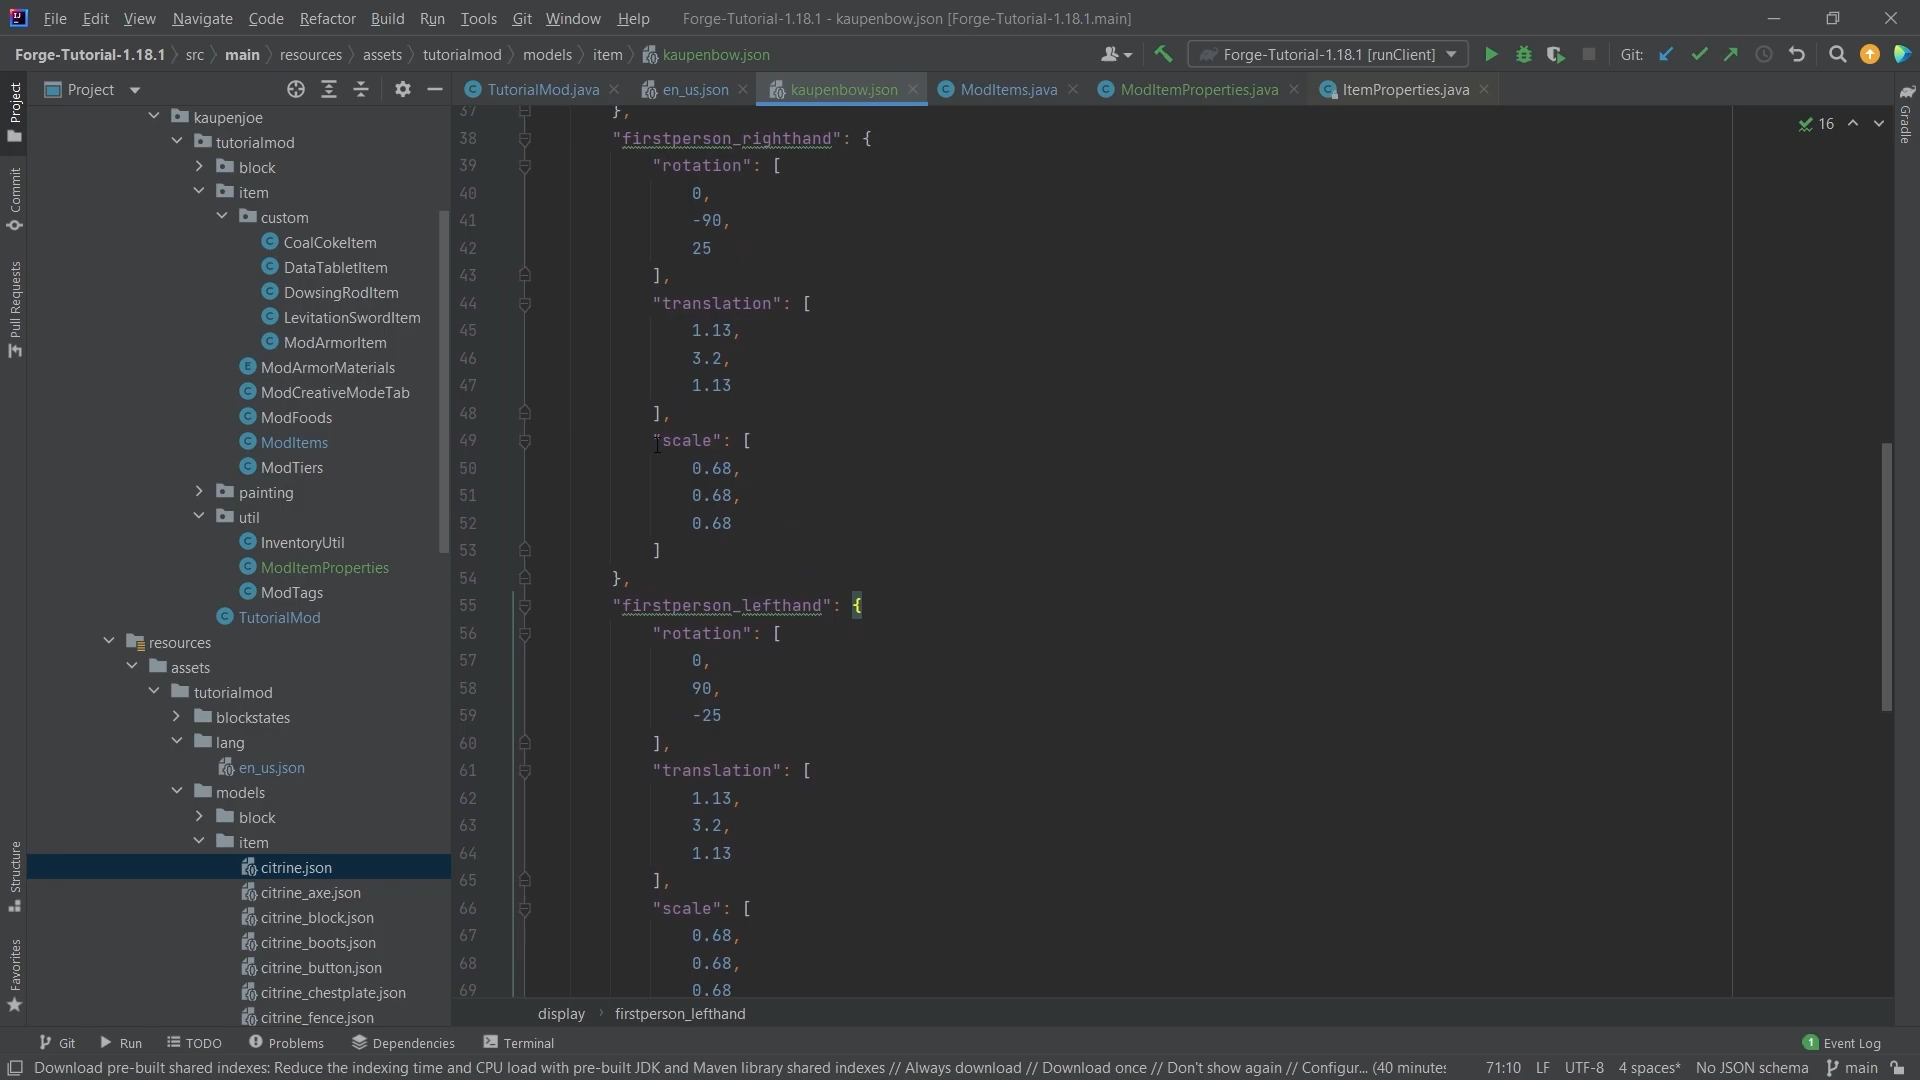 File Edit View Navigate Code Refactor Build Run Tools Git Window Help Forge-Tutorial-1.18.1 - kaupenbow.json [Forge-Tutorial-1.18.1.main]
Forge-Tutorial-1.18.1 src main resources assets tutorialmod models item kaupenbow.json Forge-Tutorial-1.18.1 [runClient] Git:
Project
TutorialMod.java en_us.json kaupenbow.json ModItems.java ModItemProperties.java ItemProperties.java
Project
Commit
Pull Requests
Structure
Favorites
Gradle
kaupenjoe
tutorialmod
block
item
custom
CoalCokeItem
DataTabletItem
DowsingRodItem
LevitationSwordItem
ModArmorItem
ModArmorMaterials
ModCreativeModeTab
ModFoods
ModItems
ModTiers
painting
util
InventoryUtil
ModItemProperties
ModTags
TutorialMod
resources
assets
tutorialmod
blockstates
lang
en_us.json
models
block
item
citrine.json
citrine_axe.json
citrine_block.json
citrine_boots.json
citrine_button.json
citrine_chestplate.json
citrine_fence.json
16
37 },
38 "firstperson_righthand": {
39 "rotation": [
40 0,
41 -90,
42 25
43 ],
44 "translation": [
45 1.13,
46 3.2,
47 1.13
48 ],
49 "scale": [
50 0.68,
51 0.68,
52 0.68
53 ]
54 },
55 "firstperson_lefthand": {
56 "rotation": [
57 0,
58 90,
59 -25
60 ],
61 "translation": [
62 1.13,
63 3.2,
64 1.13
65 ],
66 "scale": [
67 0.68,
68 0.68,
69 0.68
display firstperson_lefthand
Git Run TODO Problems Dependencies Terminal 1 Event Log
Download pre-built shared indexes: Reduce the indexing time and CPU load with pre-built JDK and Maven library shared indexes // Always download // Download once // Don't show again // Configur... (40 minutes 71:10 LF UTF-8 4 spaces* No JSON schema main